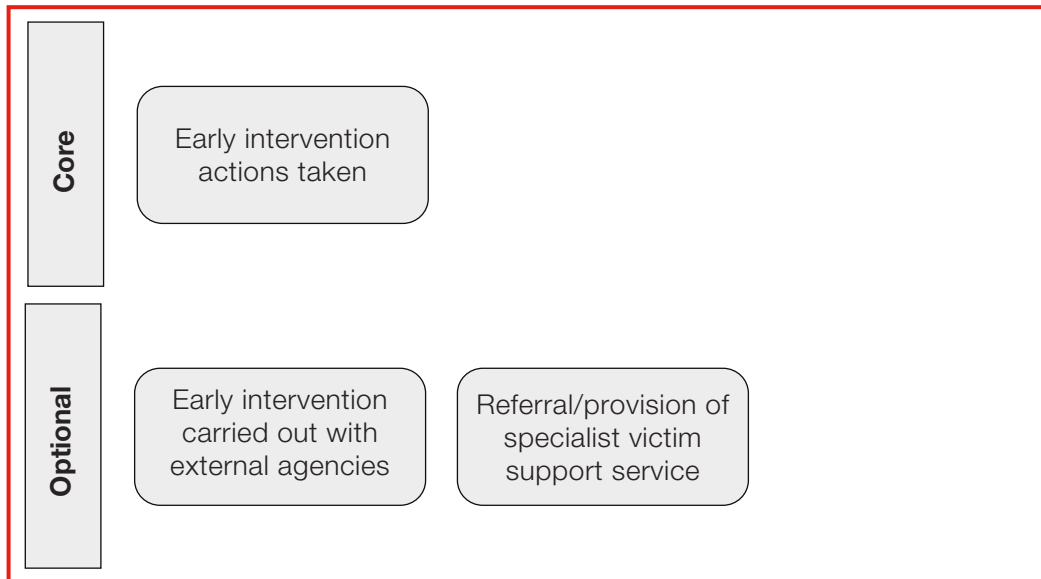 Core
Early intervention
actions taken
Optional
Early intervention
carried out with
external agencies
Referral/provision of
specialist victim
support service